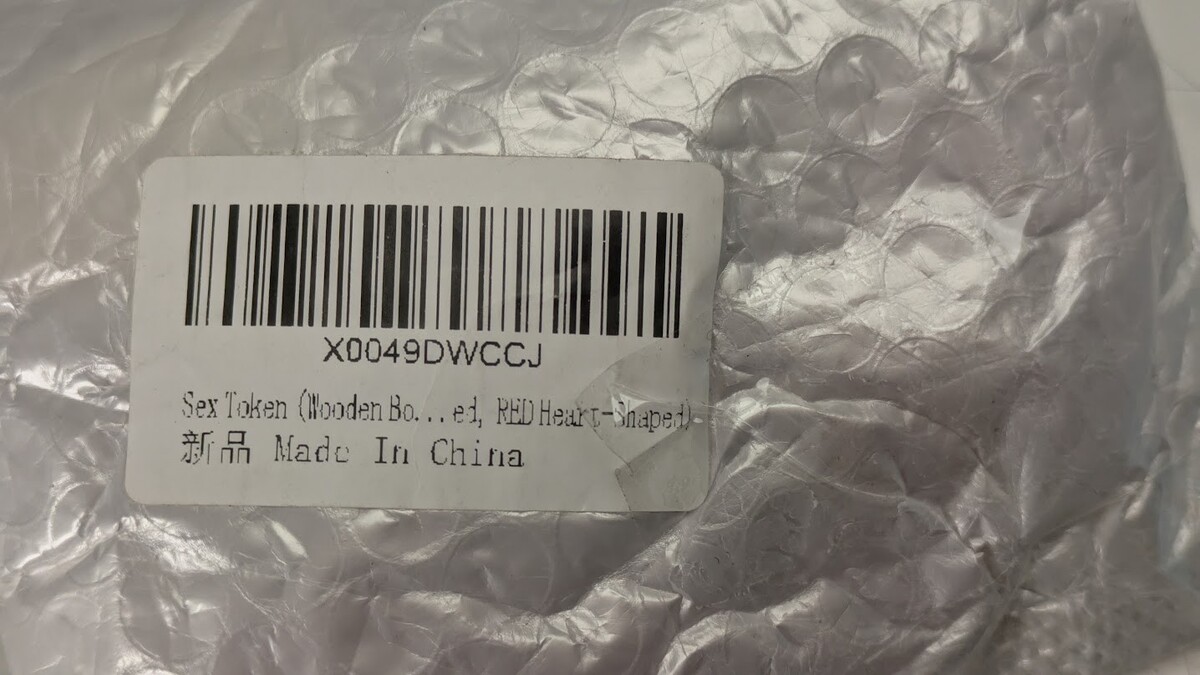 X0049DWCCJ
Sex Token (Wooden Bo...ed, RED Heart-Shaped)
新品 Made In China